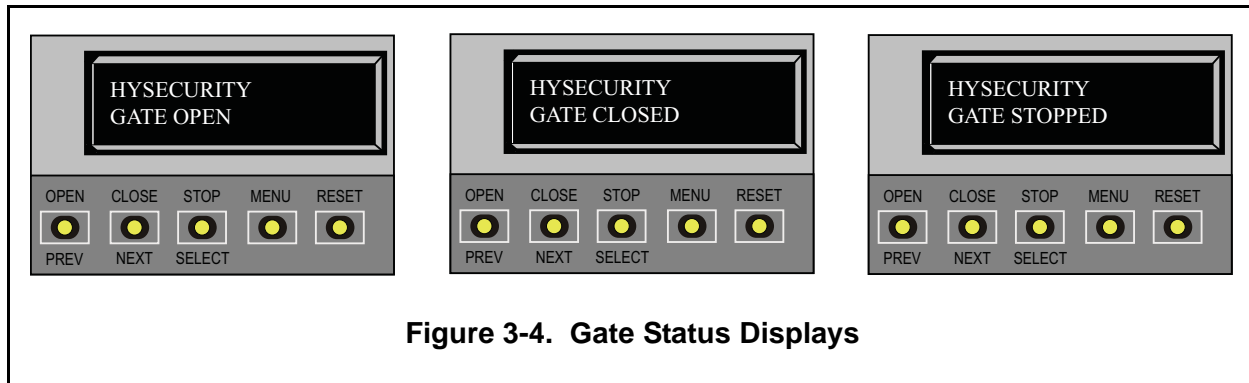 HYSECURITY
GATE OPEN
OPEN CLOSE STOP MENU RESET
PREV NEXT SELECT
HYSECURITY
GATE CLOSED
OPEN CLOSE STOP MENU RESET
PREV NEXT SELECT
HYSECURITY
GATE STOPPED
OPEN CLOSE STOP MENU RESET
PREV NEXT SELECT
Figure 3-4. Gate Status Displays